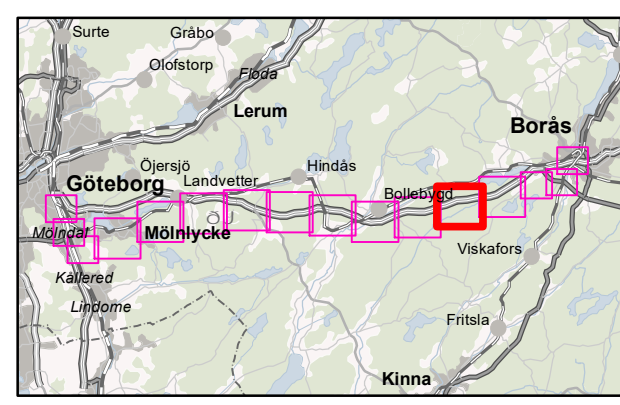 Surte
Gråbo
Olofstorp
Floda
Lerum
Borås
Öjersjö
Hindås
Landvetter
Göteborg
Bollebygd
Mölndal
Mölnlycke
Viskafors
Kållered
Lindome
Fritsla
Kinna